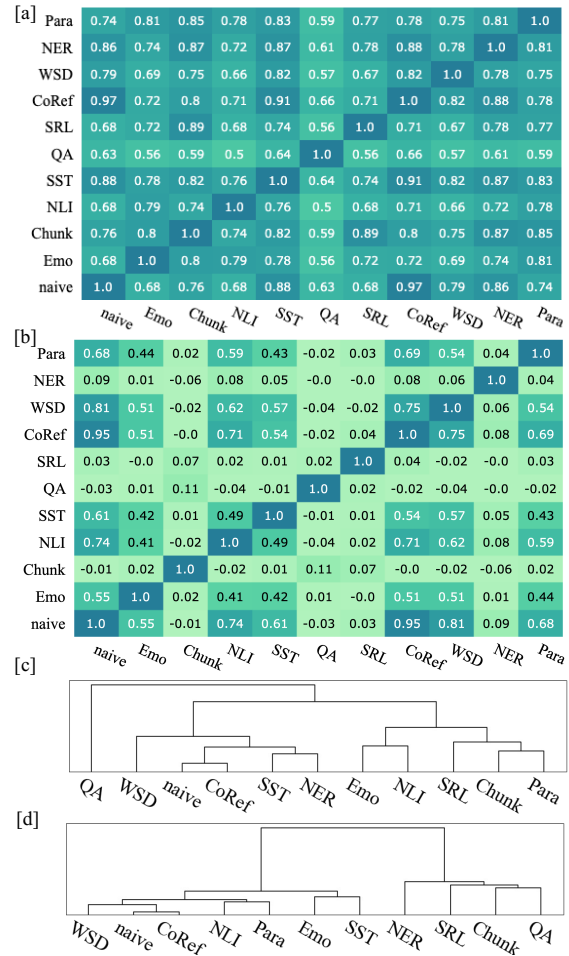 [a]
Para 0.74 0.81 0.85 0.78 0.83 0.59 0.77 0.78 0.75 0.81 1.0
NER 0.86 0.74 0.87 0.72 0.87 0.61 0.78 0.88 0.78 1.0 0.81
WSD 0.79 0.69 0.75 0.66 0.82 0.57 0.67 0.82 1.0 0.78 0.75
CoRef 0.97 0.72 0.8 0.71 0.91 0.66 0.71 1.0 0.82 0.88 0.78
SRL 0.68 0.72 0.89 0.68 0.74 0.56 1.0 0.71 0.67 0.78 0.77
QA 0.63 0.56 0.59 0.5 0.64 1.0 0.56 0.66 0.57 0.61 0.59
SST 0.88 0.78 0.82 0.76 1.0 0.64 0.74 0.91 0.82 0.87 0.83
NLI 0.68 0.79 0.74 1.0 0.76 0.5 0.68 0.71 0.66 0.72 0.78
Chunk 0.76 0.8 1.0 0.74 0.82 0.59 0.89 0.8 0.75 0.87 0.85
Emo 0.68 1.0 0.8 0.79 0.78 0.56 0.72 0.72 0.69 0.74 0.81
naive 1.0 0.68 0.76 0.68 0.88 0.63 0.68 0.97 0.79 0.86 0.74
naive Emo Chunk NLI SST QA SRL CoRef WSD NER Para
[b]
Para 0.68 0.44 0.02 0.59 0.43 -0.02 0.03 0.69 0.54 0.04 1.0
NER 0.09 0.01 -0.06 0.08 0.05 -0.0 -0.0 0.08 0.06 1.0 0.04
WSD 0.81 0.51 -0.02 0.62 0.57 -0.04 -0.02 0.75 1.0 0.06 0.54
CoRef 0.95 0.51 -0.0 0.71 0.54 -0.02 0.04 1.0 0.75 0.08 0.69
SRL 0.03 -0.0 0.07 0.02 0.01 0.02 1.0 0.04 -0.02 -0.0 0.03
QA -0.03 0.01 0.11 -0.04 -0.01 1.0 0.02 -0.02 -0.04 -0.0 -0.02
SST 0.61 0.42 0.01 0.49 1.0 -0.01 0.01 0.54 0.57 0.05 0.43
NLI 0.74 0.41 -0.02 1.0 0.49 -0.04 0.02 0.71 0.62 0.08 0.59
Chunk -0.01 0.02 1.0 -0.02 0.01 0.11 0.07 -0.0 -0.02 -0.06 0.02
Emo 0.55 1.0 0.02 0.41 0.42 0.01 -0.0 0.51 0.51 0.01 0.44
naive 1.0 0.55 -0.01 0.74 0.61 -0.03 0.03 0.95 0.81 0.09 0.68
naive Emo Chunk NLI SST QA SRL CoRef WSD NER Para
[c]
QA WSD naive CoRef SST NER Emo NLI SRL Chunk Para
[d]
WSD naive CoRef NLI Para Emo SST NER SRL Chunk QA